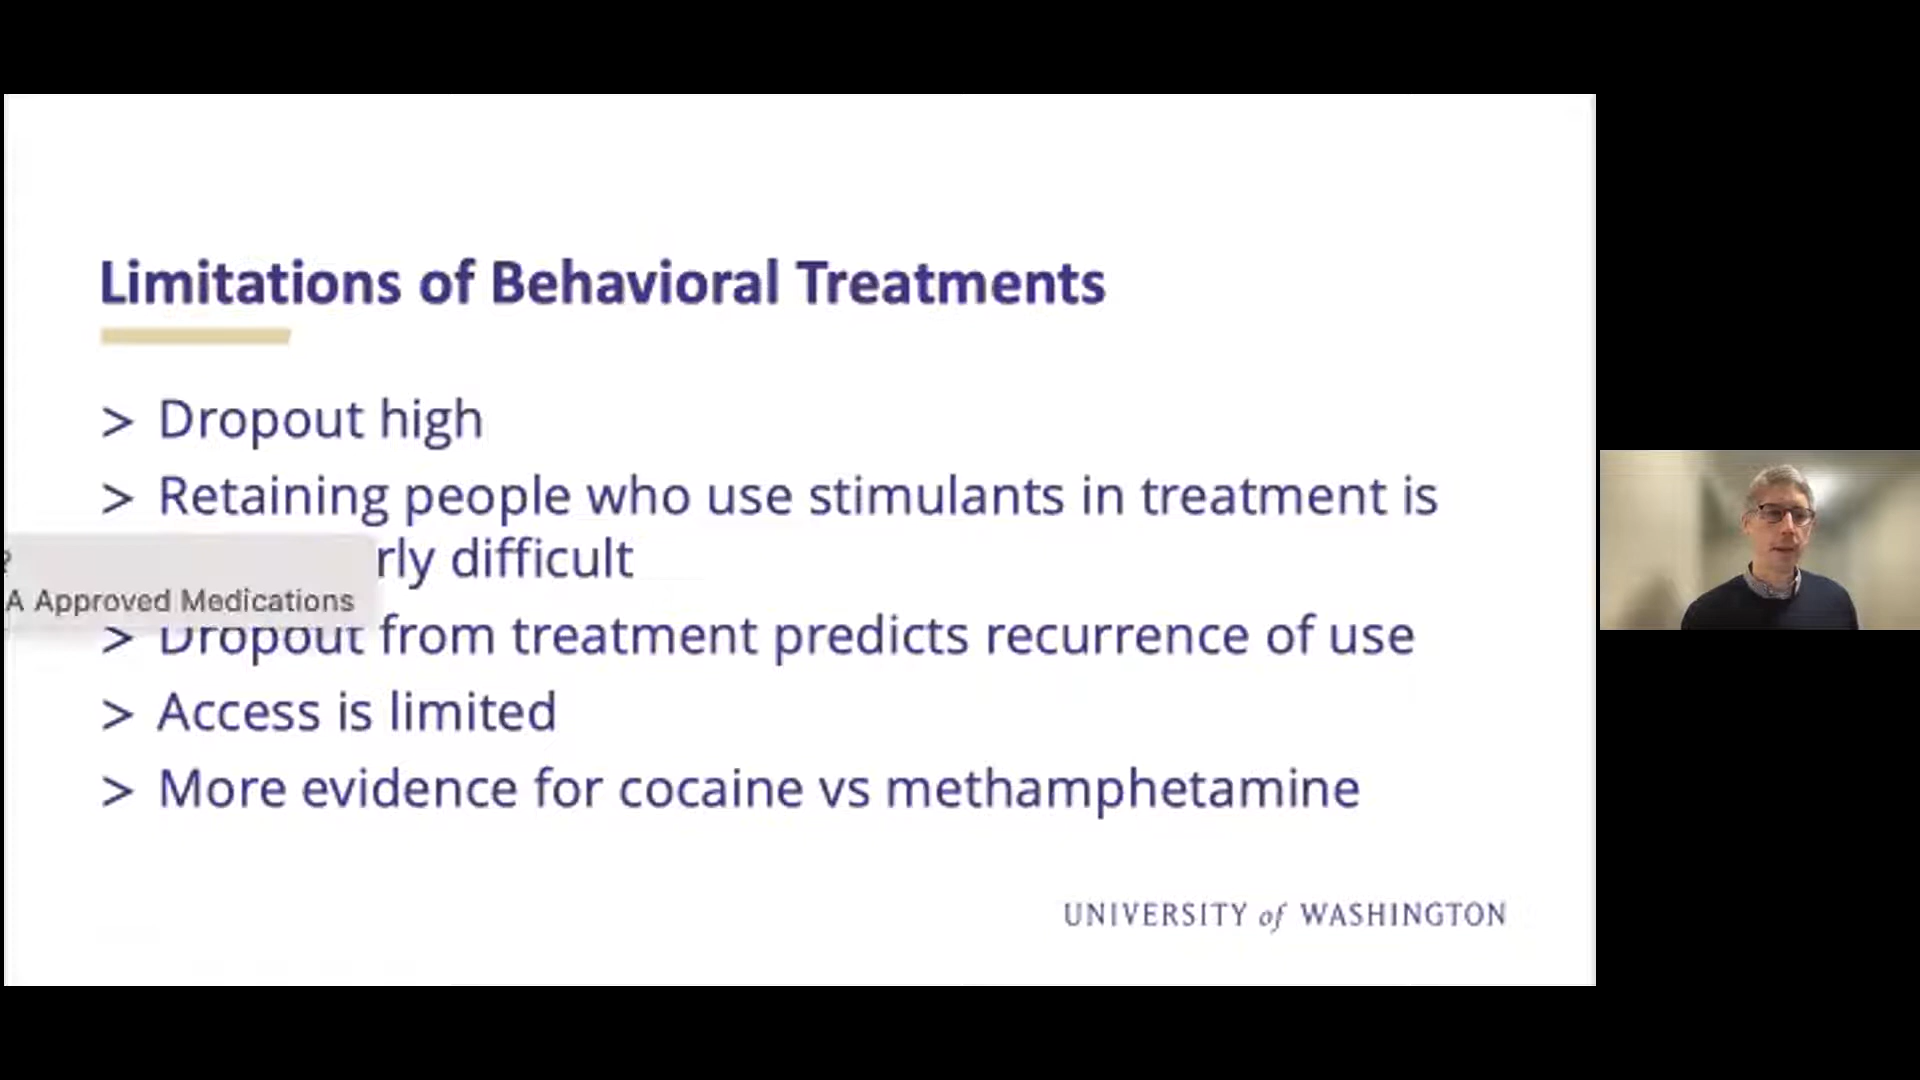 Limitations of Behavioral Treatments
> Dropout high
> Retaining people who use stimulants in treatment is
rly difficult
?
A Approved Medications
> Dropout from treatment predicts recurrence of use
> Access is limited
> More evidence for cocaine vs methamphetamine
UNIVERSITY of WASHINGTON